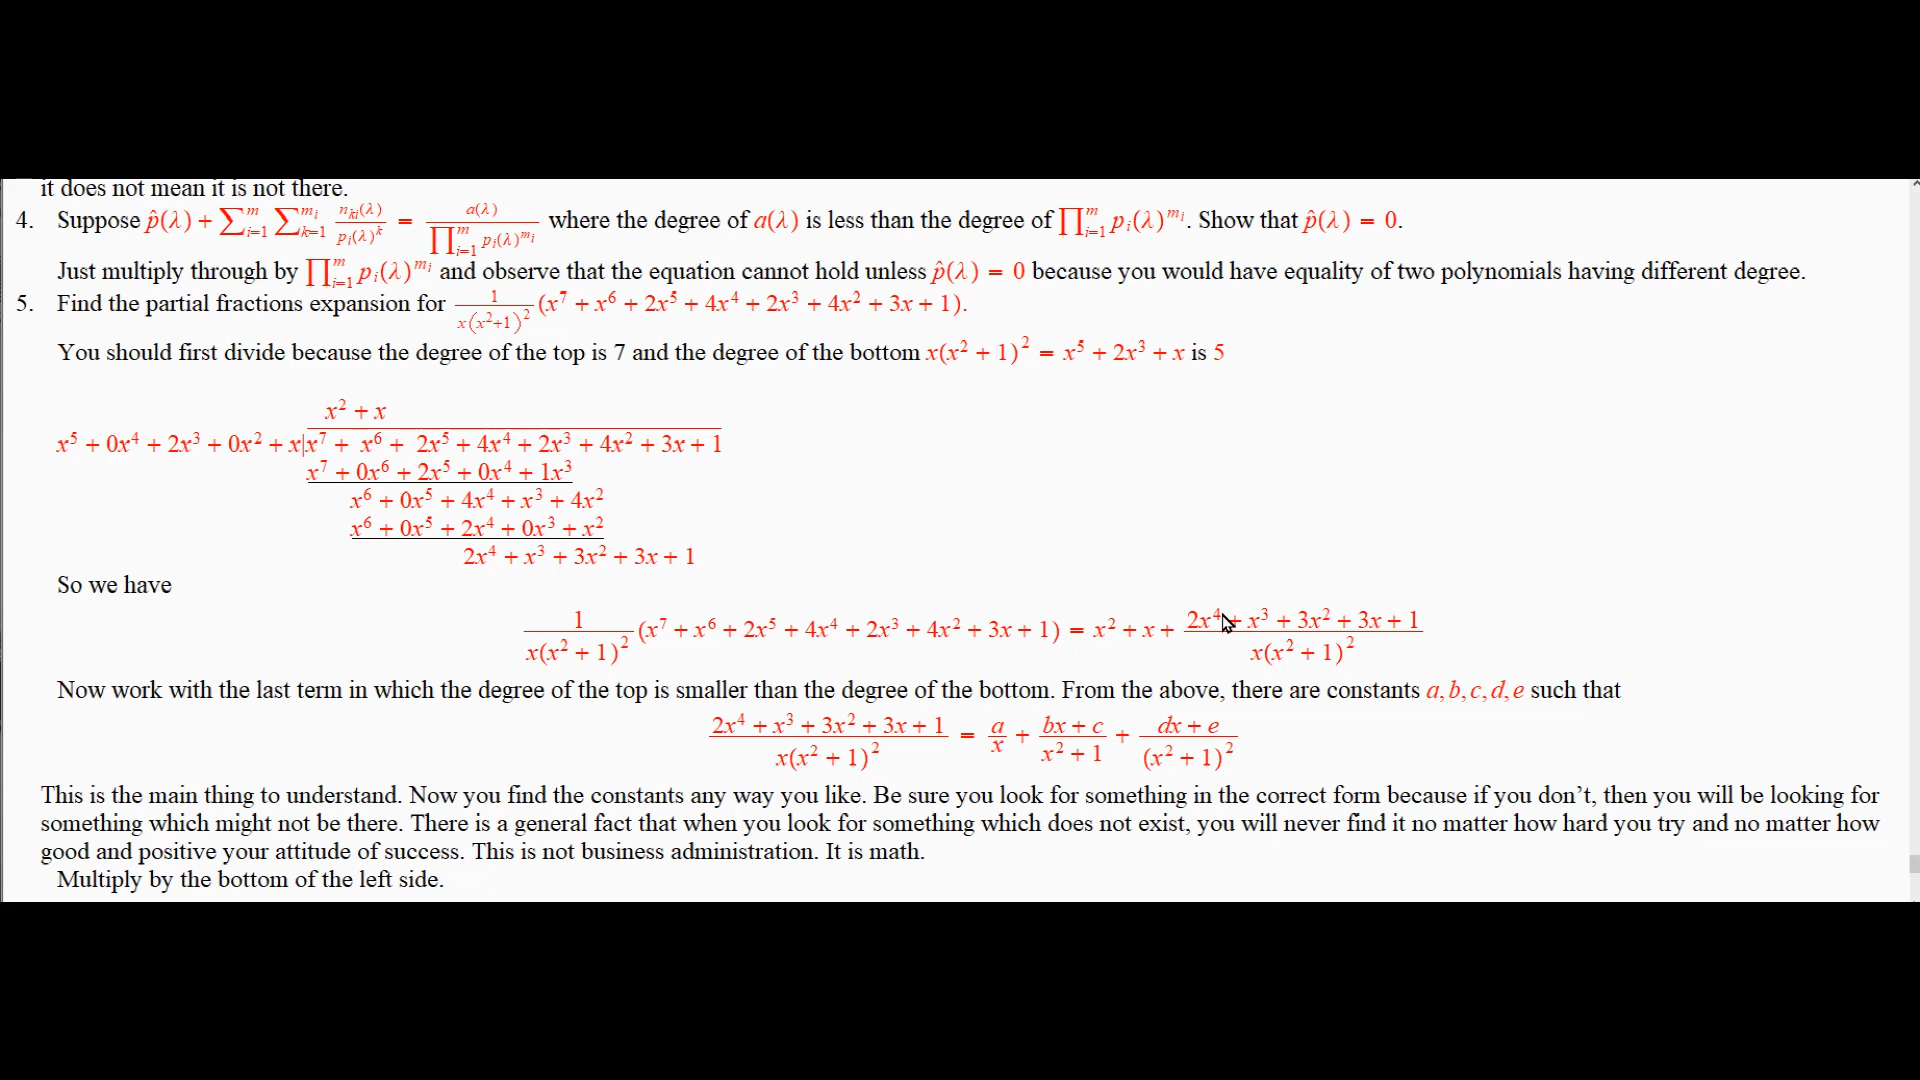 it does not mean it is not there.
4. Suppose p̂(λ) + ∑_{i=1}^{m} ∑_{k=1}^{m_i} n_{ki}(λ)/p_i(λ)^k = a(λ)/∏_{i=1}^{m} p_i(λ)^{m_i} where the degree of a(λ) is less than the degree of ∏_{i=1}^{m} p_i(λ)^{m_i}. Show that p̂(λ) = 0.
Just multiply through by ∏_{i=1}^{m} p_i(λ)^{m_i} and observe that the equation cannot hold unless p̂(λ) = 0 because you would have equality of two polynomials having different degree.
5. Find the partial fractions expansion for 1/(x(x²+1)²) (x⁷ + x⁶ + 2x⁵ + 4x⁴ + 2x³ + 4x² + 3x + 1).
You should first divide because the degree of the top is 7 and the degree of the bottom x(x² + 1)² = x⁵ + 2x³ + x is 5
x² + x
x⁵ + 0x⁴ + 2x³ + 0x² + x|x⁷ + x⁶ + 2x⁵ + 4x⁴ + 2x³ + 4x² + 3x + 1
x⁷ + 0x⁶ + 2x⁵ + 0x⁴ + 1x³
x⁶ + 0x⁵ + 4x⁴ + x³ + 4x²
x⁶ + 0x⁵ + 2x⁴ + 0x³ + x²
2x⁴ + x³ + 3x² + 3x + 1
So we have
1/(x(x² + 1)²) (x⁷ + x⁶ + 2x⁵ + 4x⁴ + 2x³ + 4x² + 3x + 1) = x² + x + (2x⁴ + x³ + 3x² + 3x + 1)/(x(x² + 1)²)
Now work with the last term in which the degree of the top is smaller than the degree of the bottom. From the above, there are constants a, b, c, d, e such that
(2x⁴ + x³ + 3x² + 3x + 1)/(x(x² + 1)²) = a/x + (bx + c)/(x² + 1) + (dx + e)/(x² + 1)²
This is the main thing to understand. Now you find the constants any way you like. Be sure you look for something in the correct form because if you don't, then you will be looking for
something which might not be there. There is a general fact that when you look for something which does not exist, you will never find it no matter how hard you try and no matter how
good and positive your attitude of success. This is not business administration. It is math.
Multiply by the bottom of the left side.